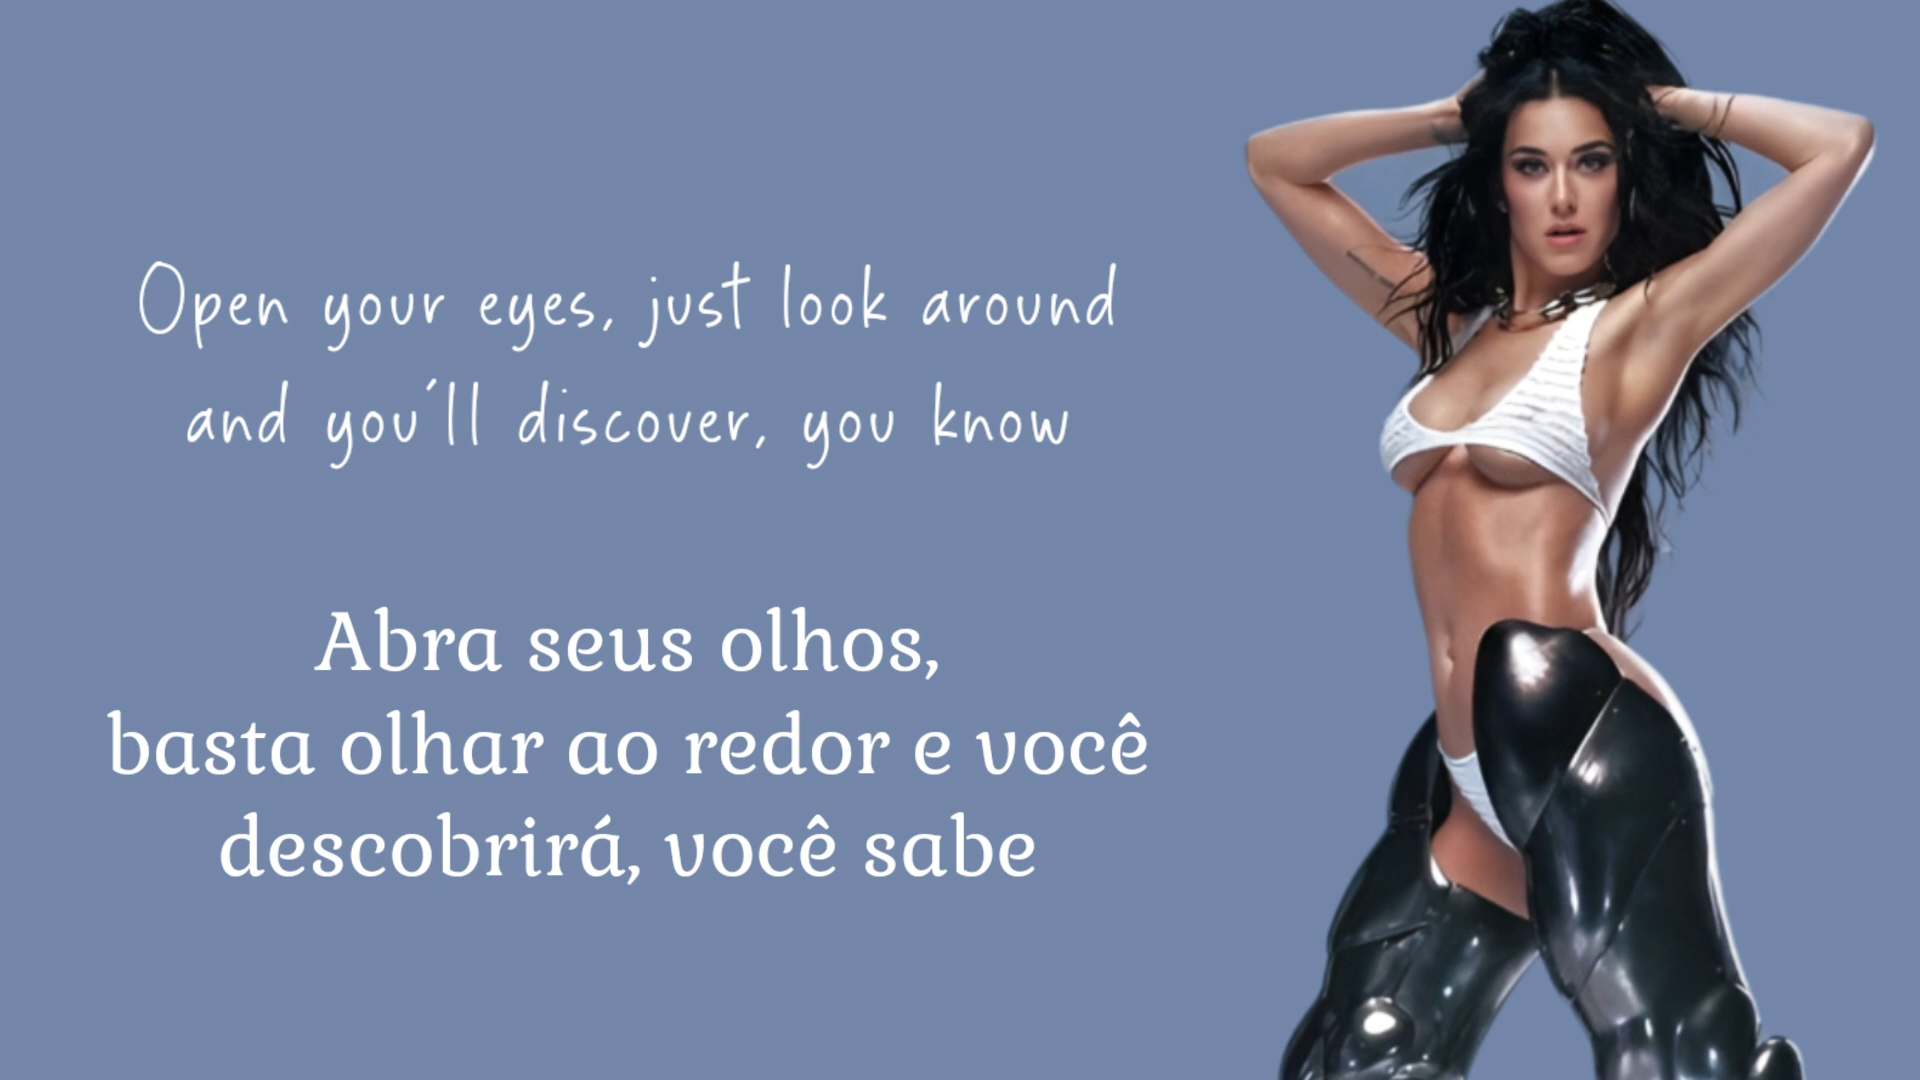 Open your eyes, just look around
and you´ll discover, you know
Abra seus olhos,
basta olhar ao redor e você
descobrirá, você sabe